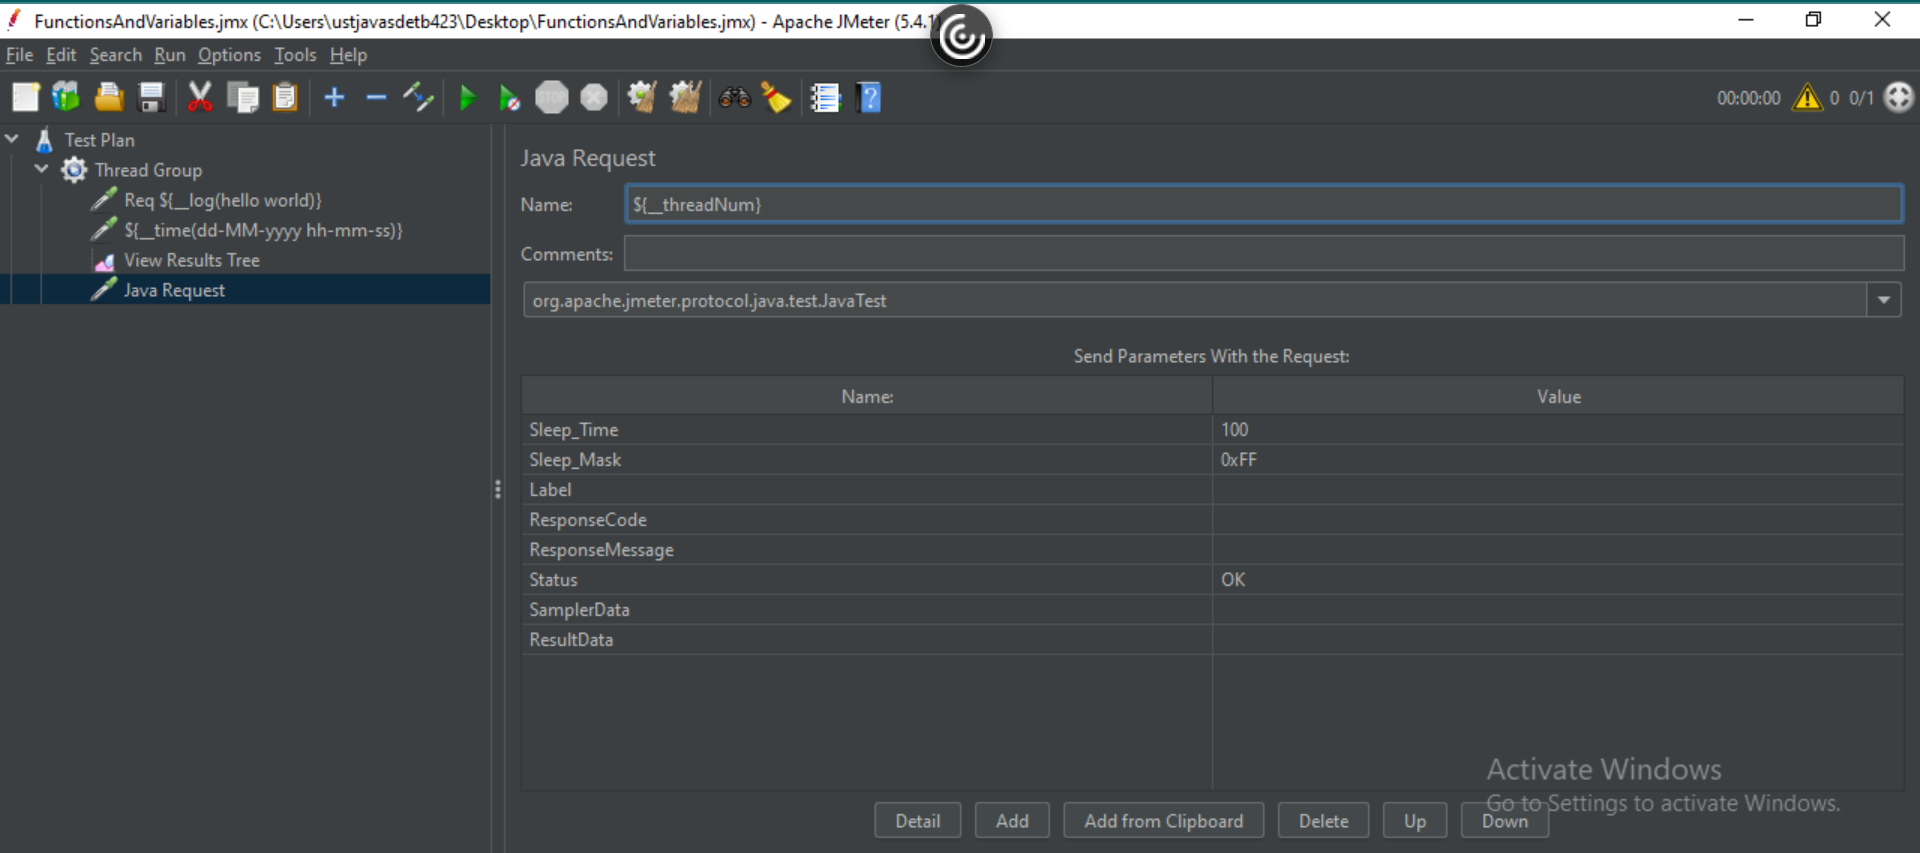 FunctionsAndVariables.jmx (C:\Users\ustjavasdetb423\Desktop\FunctionsAndVariables.jmx) - Apache JMeter (5.4.1)
File Edit Search Run Options Tools Help
STOP
?
00:00:00 0 0/1
Test Plan
Thread Group
Req ${__log(hello world)}
${__time(dd-MM-yyyy hh-mm-ss)}
View Results Tree
Java Request
Java Request
Name: ${__threadNum}
Comments:
org.apache.jmeter.protocol.java.test.JavaTest
Send Parameters With the Request:
Name: Value
Sleep_Time 100
Sleep_Mask 0xFF
Label
ResponseCode
ResponseMessage
Status OK
SamplerData
ResultData
Activate Windows
Go to Settings to activate Windows.
Detail Add Add from Clipboard Delete Up Down